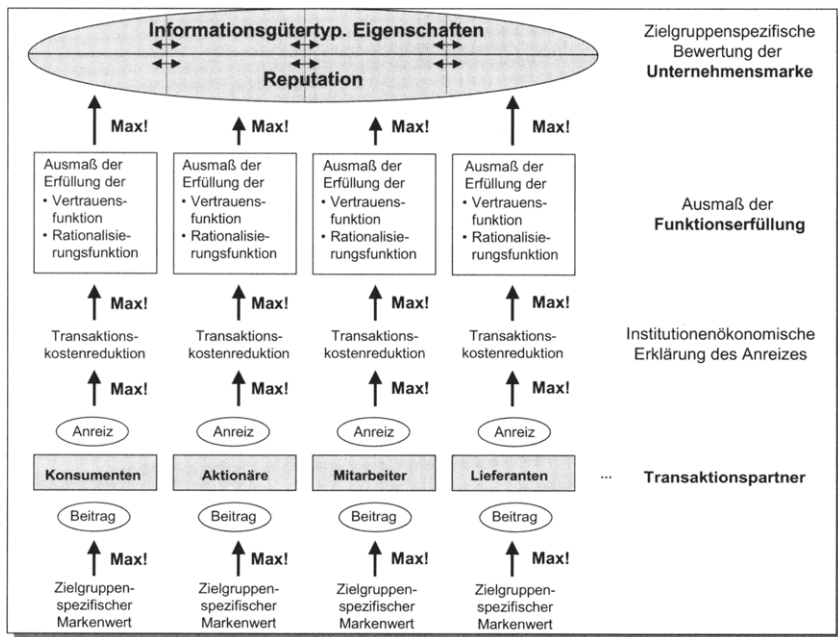 Informationsgütertyp. Eigenschaften
Reputation
Zielgruppenspezifische
Bewertung der
Unternehmensmarke
Max!
Max!
Max!
Max!
Ausmaß der
Erfüllung der
• Vertrauens-
funktion
• Rationalisie-
rungsfunktion
Ausmaß der
Erfüllung der
• Vertrauens-
funktion
• Rationalisie-
rungsfunktion
Ausmaß der
Erfüllung der
• Vertrauens-
funktion
• Rationalisie-
rungsfunktion
Ausmaß der
Erfüllung der
• Vertrauens-
funktion
• Rationalisie-
rungsfunktion
Ausmaß der
Funktionserfüllung
Max!
Max!
Max!
Max!
Transaktions-
kostenreduktion
Transaktions-
kostenreduktion
Transaktions-
kostenreduktion
Transaktions-
kostenreduktion
Institutionenökonomische
Erklärung des Anreizes
Max!
Max!
Max!
Max!
Anreiz
Anreiz
Anreiz
Anreiz
Konsumenten
Aktionäre
Mitarbeiter
Lieferanten
...
Transaktionspartner
Beitrag
Beitrag
Beitrag
Beitrag
Max!
Max!
Max!
Max!
Zielgruppen-
spezifischer
Markenwert
Zielgruppen-
spezifischer
Markenwert
Zielgruppen-
spezifischer
Markenwert
Zielgruppen-
spezifischer
Markenwert